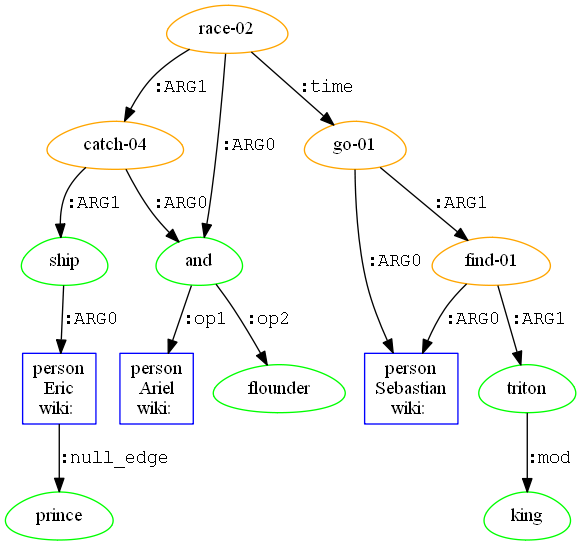 race-02
:ARG1
:ARG0
:time
catch-04
go-01
:ARG1
:ARG0
:ARG0
:ARG1
ship
and
find-01
:ARG0
:op1
:op2
:ARG0
:ARG1
person
Eric
wiki:
person
Ariel
wiki:
flounder
person
Sebastian
wiki:
triton
:null_edge
:mod
prince
king